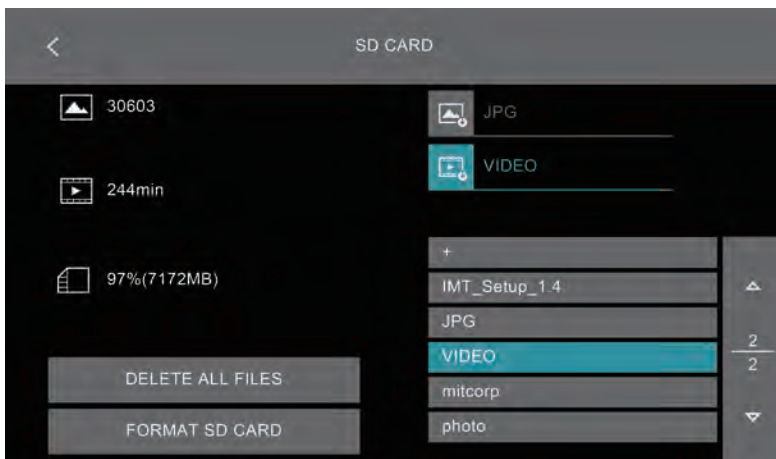 SD CARD
30603
244min
97%(7172MB)
DELETE ALL FILES
FORMAT SD CARD
JPG
VIDEO
+
IMT_Setup_1.4
JPG
VIDEO
mitcorp
photo
2
2